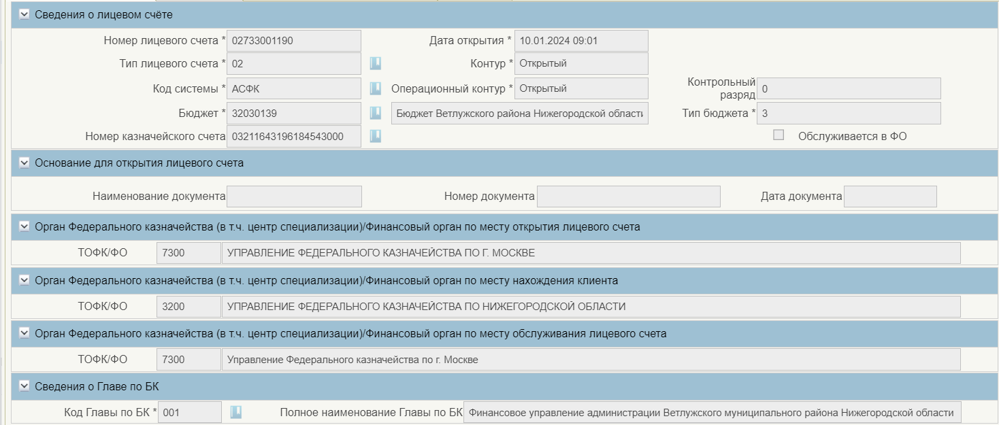 Сведения о лицевом счёте
Номер лицевого счета * 02733001190 Дата открытия * 10.01.2024 09:01
Тип лицевого счета * 02 Контур * Открытый
Код системы * АСФК Операционный контур * Открытый Контрольный разряд 0
Бюджет * 32030139 Бюджет Ветлужского района Нижегородской области Тип бюджета * 3
Номер казначейского счета 03211643196184543000 Обслуживается в ФО
Основание для открытия лицевого счета
Наименование документа Номер документа Дата документа
Орган Федерального казначейства (в т.ч. центр специализации)/Финансовый орган по месту открытия лицевого счета
ТОФК/ФО 7300 УПРАВЛЕНИЕ ФЕДЕРАЛЬНОГО КАЗНАЧЕЙСТВА ПО Г. МОСКВЕ
Орган Федерального казначейства (в т.ч. центр специализации)/Финансовый орган по месту нахождения клиента
ТОФК/ФО 3200 УПРАВЛЕНИЕ ФЕДЕРАЛЬНОГО КАЗНАЧЕЙСТВА ПО НИЖЕГОРОДСКОЙ ОБЛАСТИ
Орган Федерального казначейства (в т.ч. центр специализации)/Финансовый орган по месту обслуживания лицевого счета
ТОФК/ФО 7300 Управление Федерального казначейства по г. Москве
Сведения о Главе по БК
Код Главы по БК * 001 Полное наименование Главы по БК Финансовое управление администрации Ветлужского муниципального района Нижегородской области